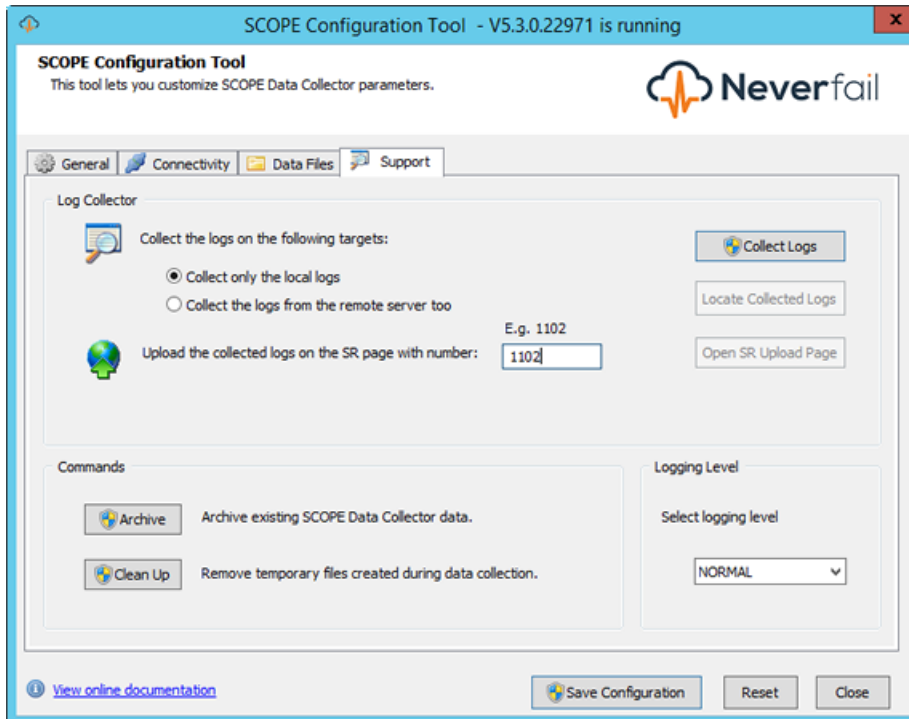 SCOPE Configuration Tool - V5.3.0.22971 is running
x
SCOPE Configuration Tool
This tool lets you customize SCOPE Data Collector parameters.
Neverfail
General
Connectivity
Data Files
Support
Log Collector
Collect the logs on the following targets:
Collect Logs
Collect only the local logs
Collect the logs from the remote server too
Locate Collected Logs
E.g. 1102
Upload the collected logs on the SR page with number:
1102
Open SR Upload Page
Commands
Archive
Archive existing SCOPE Data Collector data.
Clean Up
Remove temporary files created during data collection.
Logging Level
Select logging level
NORMAL
View online documentation
Save Configuration
Reset
Close